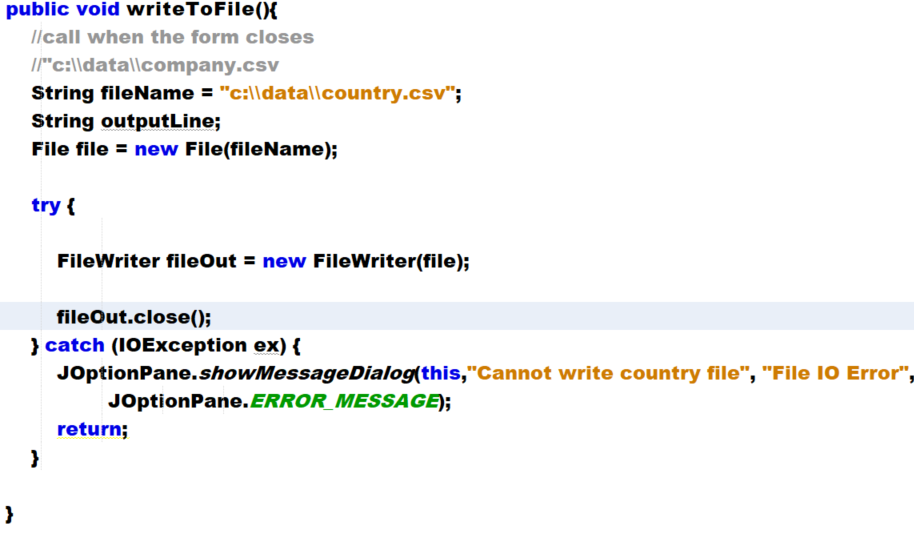 public void writeToFile(){
//call when the form closes
//"c:\\data\\company.csv
String fileName = "c:\\data\\country.csv";
String outputLine;
File file = new File(fileName);
try {
FileWriter fileOut = new FileWriter(file);
fileOut.close();
} catch (IOException ex) {
JOptionPane.showMessageDialog(this,"Cannot write country file", "File IO Error",
JOptionPane.ERROR_MESSAGE);
return;
}
}